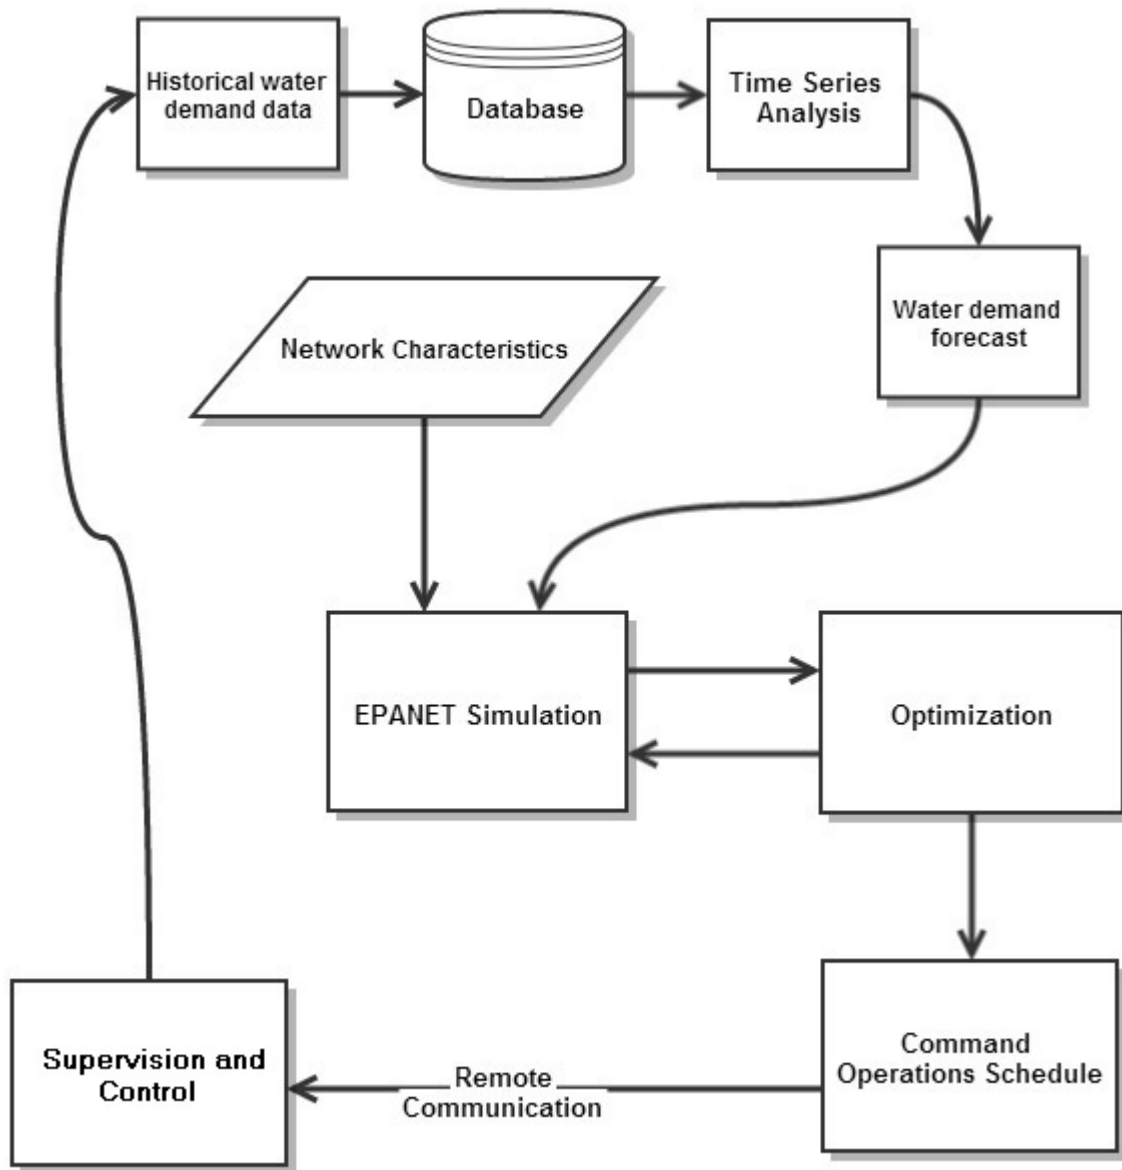 Historical water
demand data
Database
Time Series
Analysis
Water demand
forecast
Network Characteristics
EPANET Simulation
Optimization
Command
Operations Schedule
Remote
Communication
Supervision and
Control